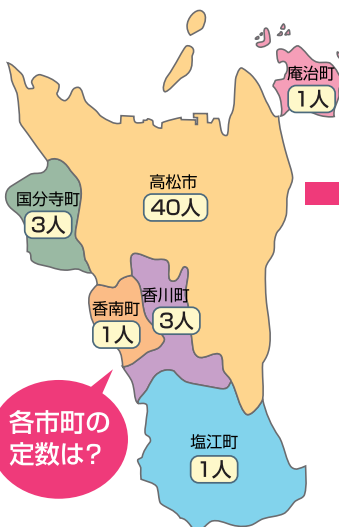 庵治町
1人
高松市
40人
国分寺町
3人
香川町
3人
香南町
1人
各市町の
定数は?
塩江町
1人